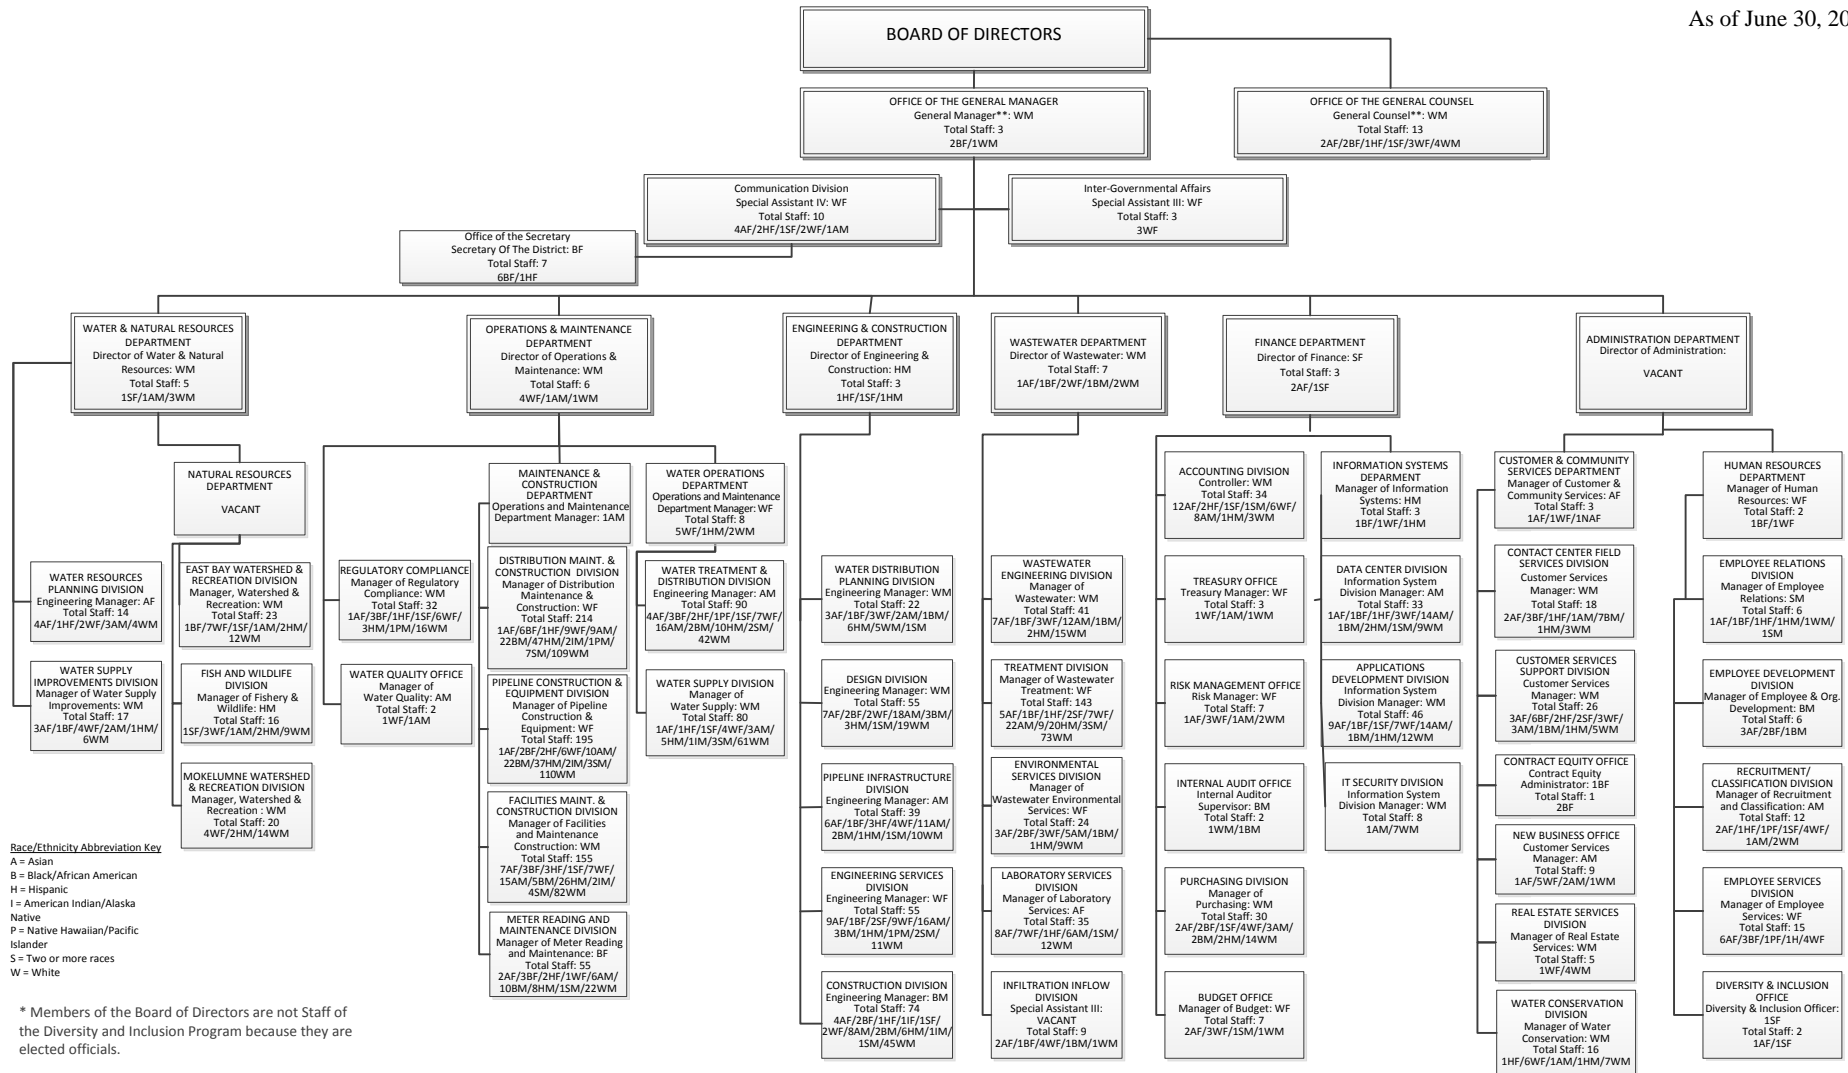 As of June 30, 20
BOARD OF DIRECTORS
OFFICE OF THE GENERAL MANAGER
General Manager**: WM
Total Staff: 3
2BF/1WM
OFFICE OF THE GENERAL COUNSEL
General Counsel**: WM
Total Staff: 13
2AF/2BF/1HF/1SF/3WF/4WM
Communication Division
Special Assistant IV: WF
Total Staff: 10
4AF/2HF/1SF/2WF/1AM
Inter-Governmental Affairs
Special Assistant III: WF
Total Staff: 3
3WF
Office of the Secretary
Secretary Of The District: BF
Total Staff: 7
6BF/1HF
WATER & NATURAL RESOURCES
DEPARTMENT
Director of Water & Natural
Resources: WM
Total Staff: 5
1SF/1AM/3WM
OPERATIONS & MAINTENANCE
DEPARTMENT
Director of Operations &
Maintenance: WM
Total Staff: 6
4WF/1AM/1WM
ENGINEERING & CONSTRUCTION
DEPARTMENT
Director of Engineering &
Construction: HM
Total Staff: 3
1HF/1SF/1HM
WASTEWATER DEPARTMENT
Director of Wastewater: WM
Total Staff: 7
1AF/1BF/2WF/1BM/2WM
FINANCE DEPARTMENT
Director of Finance: SF
Total Staff: 3
2AF/1SF
ADMINISTRATION DEPARTMENT
Director of Administration:
VACANT
NATURAL RESOURCES
DEPARTMENT
VACANT
WATER RESOURCES
PLANNING DIVISION
Engineering Manager: AF
Total Staff: 14
4AF/1HF/2WF/3AM/4WM
WATER SUPPLY
IMPROVEMENTS DIVISION
Manager of Water Supply
Improvements: WM
Total Staff: 17
3AF/1BF/4WF/2AM/1HM/
6WM
EAST BAY WATERSHED &
RECREATION DIVISION
Manager, Watershed &
Recreation: WM
Total Staff: 23
1BF/7WF/1SF/1AM/2HM/
12WM
FISH AND WILDLIFE
DIVISION
Manager of Fishery &
Wildlife: HM
Total Staff: 16
1SF/3WF/1AM/2HM/9WM
MOKELUMNE WATERSHED
& RECREATION DIVISION
Manager, Watershed &
Recreation : WM
Total Staff: 20
4WF/2HM/14WM
REGULATORY COMPLIANCE
Manager of Regulatory
Compliance: WM
Total Staff: 32
1AF/3BF/1HF/1SF/6WF/
3HM/1PM/16WM
WATER QUALITY OFFICE
Manager of
Water Quality: AM
Total Staff: 2
1WF/1AM
MAINTENANCE &
CONSTRUCTION
DEPARTMENT
Operations and Maintenance
Department Manager: 1AM
DISTRIBUTION MAINT. &
CONSTRUCTION DIVISION
Manager of Distribution
Maintenance &
Construction: WF
Total Staff: 214
1AF/6BF/1HF/9WF/9AM/
22BM/47HM/2IM/1PM/
7SM/109WM
PIPELINE CONSTRUCTION &
EQUIPMENT DIVISION
Manager of Pipeline
Construction &
Equipment: WF
Total Staff: 195
1AF/2BF/2HF/6WF/10AM/
22BM/37HM/2IM/3SM/
110WM
FACILITIES MAINT. &
CONSTRUCTION DIVISION
Manager of Facilities
and Maintenance
Construction: WM
Total Staff: 155
7AF/3BF/3HF/1SF/7WF/
15AM/5BM/26HM/2IM/
4SM/82WM
METER READING AND
MAINTENANCE DIVISION
Manager of Meter Reading
and Maintenance: BF
Total Staff: 55
2AF/3BF/2HF/1WF/6AM/
10BM/8HM/1SM/22WM
WATER OPERATIONS
DEPARTMENT
Operations and Maintenance
Department Manager: WF
Total Staff: 8
5WF/1HM/2WM
WATER TREATMENT &
DISTRIBUTION DIVISION
Engineering Manager: AM
Total Staff: 90
4AF/3BF/2HF/1PF/1SF/7WF/
16AM/2BM/10HM/2SM/
42WM
WATER SUPPLY DIVISION
Manager of
Water Supply: WM
Total Staff: 80
1AF/1HF/1SF/4WF/3AM/
5HM/1IM/3SM/61WM
WATER DISTRIBUTION
PLANNING DIVISION
Engineering Manager: WM
Total Staff: 22
3AF/1BF/3WF/2AM/1BM/
6HM/5WM/1SM
DESIGN DIVISION
Engineering Manager: WM
Total Staff: 55
7AF/2BF/2WF/18AM/3BM/
3HM/1SM/19WM
PIPELINE INFRASTRUCTURE
DIVISION
Engineering Manager: AM
Total Staff: 39
6AF/1BF/3HF/4WF/11AM/
2BM/1HM/1SM/10WM
ENGINEERING SERVICES
DIVISION
Engineering Manager: WF
Total Staff: 55
9AF/1BF/2SF/9WF/16AM/
3BM/1HM/1PM/2SM/
11WM
CONSTRUCTION DIVISION
Engineering Manager: BM
Total Staff: 74
4AF/2BF/1HF/1IF/1SF/
2WF/8AM/2BM/6HM/1IM/
1SM/45WM
WASTEWATER
ENGINEERING DIVISION
Manager of
Wastewater: WM
Total Staff: 41
7AF/1BF/3WF/12AM/1BM/
2HM/15WM
TREATMENT DIVISION
Manager of Wastewater
Treatment: WF
Total Staff: 143
5AF/1BF/1HF/2SF/7WF/
22AM/9/20HM/3SM/
73WM
ENVIRONMENTAL
SERVICES DIVISION
Manager of
Wastewater Environmental
Services: WF
Total Staff: 24
3AF/2BF/3WF/5AM/1BM/
1HM/9WM
LABORATORY SERVICES
DIVISION
Manager of Laboratory
Services: AF
Total Staff: 35
8AF/7WF/1HF/6AM/1SM/
12WM
INFILTRATION INFLOW
DIVISION
Special Assistant III:
VACANT
Total Staff: 9
2AF/1BF/4WF/1BM/1WM
ACCOUNTING DIVISION
Controller: WM
Total Staff: 34
12AF/2HF/1SF/1SM/6WF/
8AM/1HM/3WM
TREASURY OFFICE
Treasury Manager: WF
Total Staff: 3
1WF/1AM/1WM
RISK MANAGEMENT OFFICE
Risk Manager: WF
Total Staff: 7
1AF/3WF/1AM/2WM
INTERNAL AUDIT OFFICE
Internal Auditor
Supervisor: BM
Total Staff: 2
1WM/1BM
PURCHASING DIVISION
Manager of
Purchasing: WM
Total Staff: 30
2AF/2BF/1SF/4WF/3AM/
2BM/2HM/14WM
BUDGET OFFICE
Manager of Budget: WF
Total Staff: 7
2AF/3WF/1SM/1WM
INFORMATION SYSTEMS
DEPARMENT
Manager of Information
Systems: HM
Total Staff: 3
1BF/1WF/1HM
DATA CENTER DIVISION
Information System
Division Manager: AM
Total Staff: 33
1AF/1BF/1HF/3WF/14AM/
1BM/2HM/1SM/9WM
APPLICATIONS
DEVELOPMENT DIVISION
Information System
Division Manager: WM
Total Staff: 46
9AF/1BF/1SF/7WF/14AM/
1BM/1HM/12WM
IT SECURITY DIVISION
Information System
Division Manager: WM
Total Staff: 8
1AM/7WM
CUSTOMER & COMMUNITY
SERVICES DEPARTMENT
Manager of Customer &
Community Services: AF
Total Staff: 3
1AF/1WF/1NAF
CONTACT CENTER FIELD
SERVICES DIVISION
Customer Services
Manager: WM
Total Staff: 18
2AF/3BF/1HF/1AM/7BM/
1HM/3WM
CUSTOMER SERVICES
SUPPORT DIVISION
Customer Services
Manager: WM
Total Staff: 26
3AF/6BF/2HF/2SF/3WF/
3AM/1BM/1HM/5WM
CONTRACT EQUITY OFFICE
Contract Equity
Administrator: 1BF
Total Staff: 1
2BF
NEW BUSINESS OFFICE
Customer Services
Manager: AM
Total Staff: 9
1AF/5WF/2AM/1WM
REAL ESTATE SERVICES
DIVISION
Manager of Real Estate
Services: WM
Total Staff: 5
1WF/4WM
WATER CONSERVATION
DIVISION
Manager of Water
Conservation: WM
Total Staff: 16
1HF/6WF/1AM/1HM/7WM
HUMAN RESOURCES
DEPARTMENT
Manager of Human
Resources: WF
Total Staff: 2
1BF/1WF
EMPLOYEE RELATIONS
DIVISION
Manager of Employee
Relations: SM
Total Staff: 6
1AF/1BF/1HF/1HM/1WM/
1SM
EMPLOYEE DEVELOPMENT
DIVISION
Manager of Employee & Org.
Development: BM
Total Staff: 6
3AF/2BF/1BM
RECRUITMENT/
CLASSIFICATION DIVISION
Manager of Recruitment
and Classification: AM
Total Staff: 12
2AF/1HF/1PF/1SF/4WF/
1AM/2WM
EMPLOYEE SERVICES
DIVISION
Manager of Employee
Services: WF
Total Staff: 15
6AF/3BF/1PF/1H/4WF
DIVERSITY & INCLUSION
OFFICE
Diversity & Inclusion Officer:
1SF
Total Staff: 2
1AF/1SF
Race/Ethnicity Abbreviation Key
A = Asian
B = Black/African American
H = Hispanic
I = American Indian/Alaska
Native
P = Native Hawaiian/Pacific
Islander
S = Two or more races
W = White
* Members of the Board of Directors are not Staff of
the Diversity and Inclusion Program because they are
elected officials.